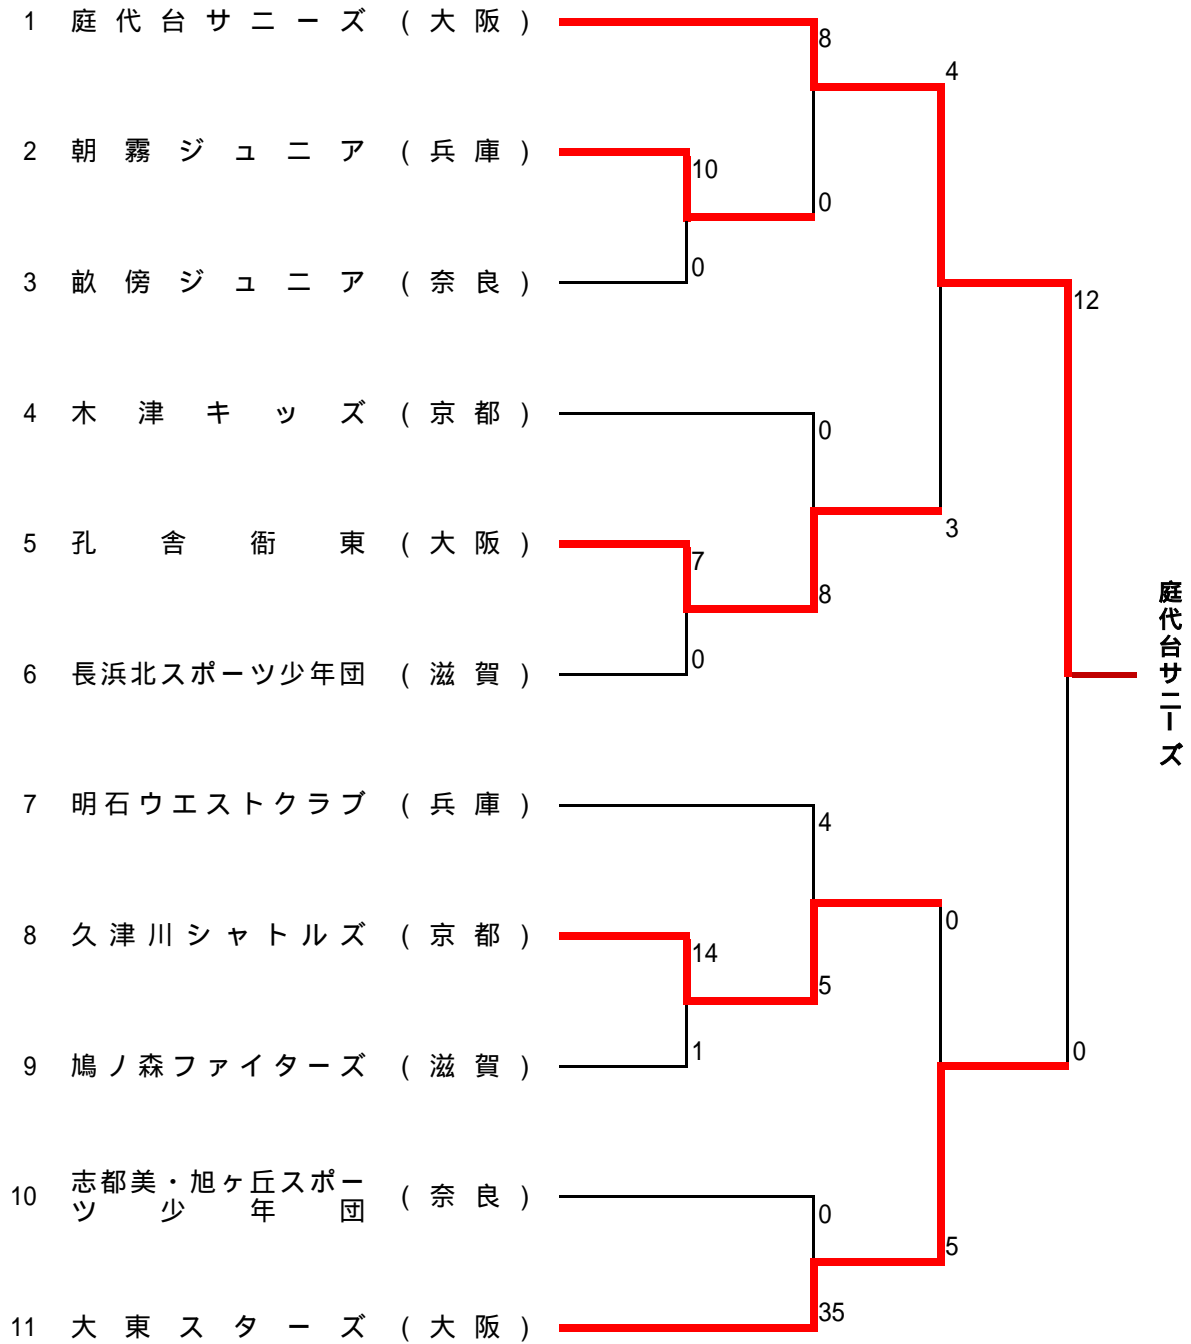 1 庭代台サニーズ (大阪)
8
4
2 朝霧ジュニア (兵庫)
10
0
3 畝傍ジュニア (奈良)
0
12
4 木津キッズ (京都)
0
5 孔舎衙東 (大阪)
7
3
8
6 長浜北スポーツ少年団 (滋賀)
0
庭代台サニーズ
7 明石ウエストクラブ (兵庫)
4
8 久津川シャトルズ (京都)
14
0
5
9 鳩ノ森ファイターズ (滋賀)
1
0
10 志都美・旭ヶ丘スポー
ツ少年団 (奈良)
0
5
11 大東スターズ (大阪)
35